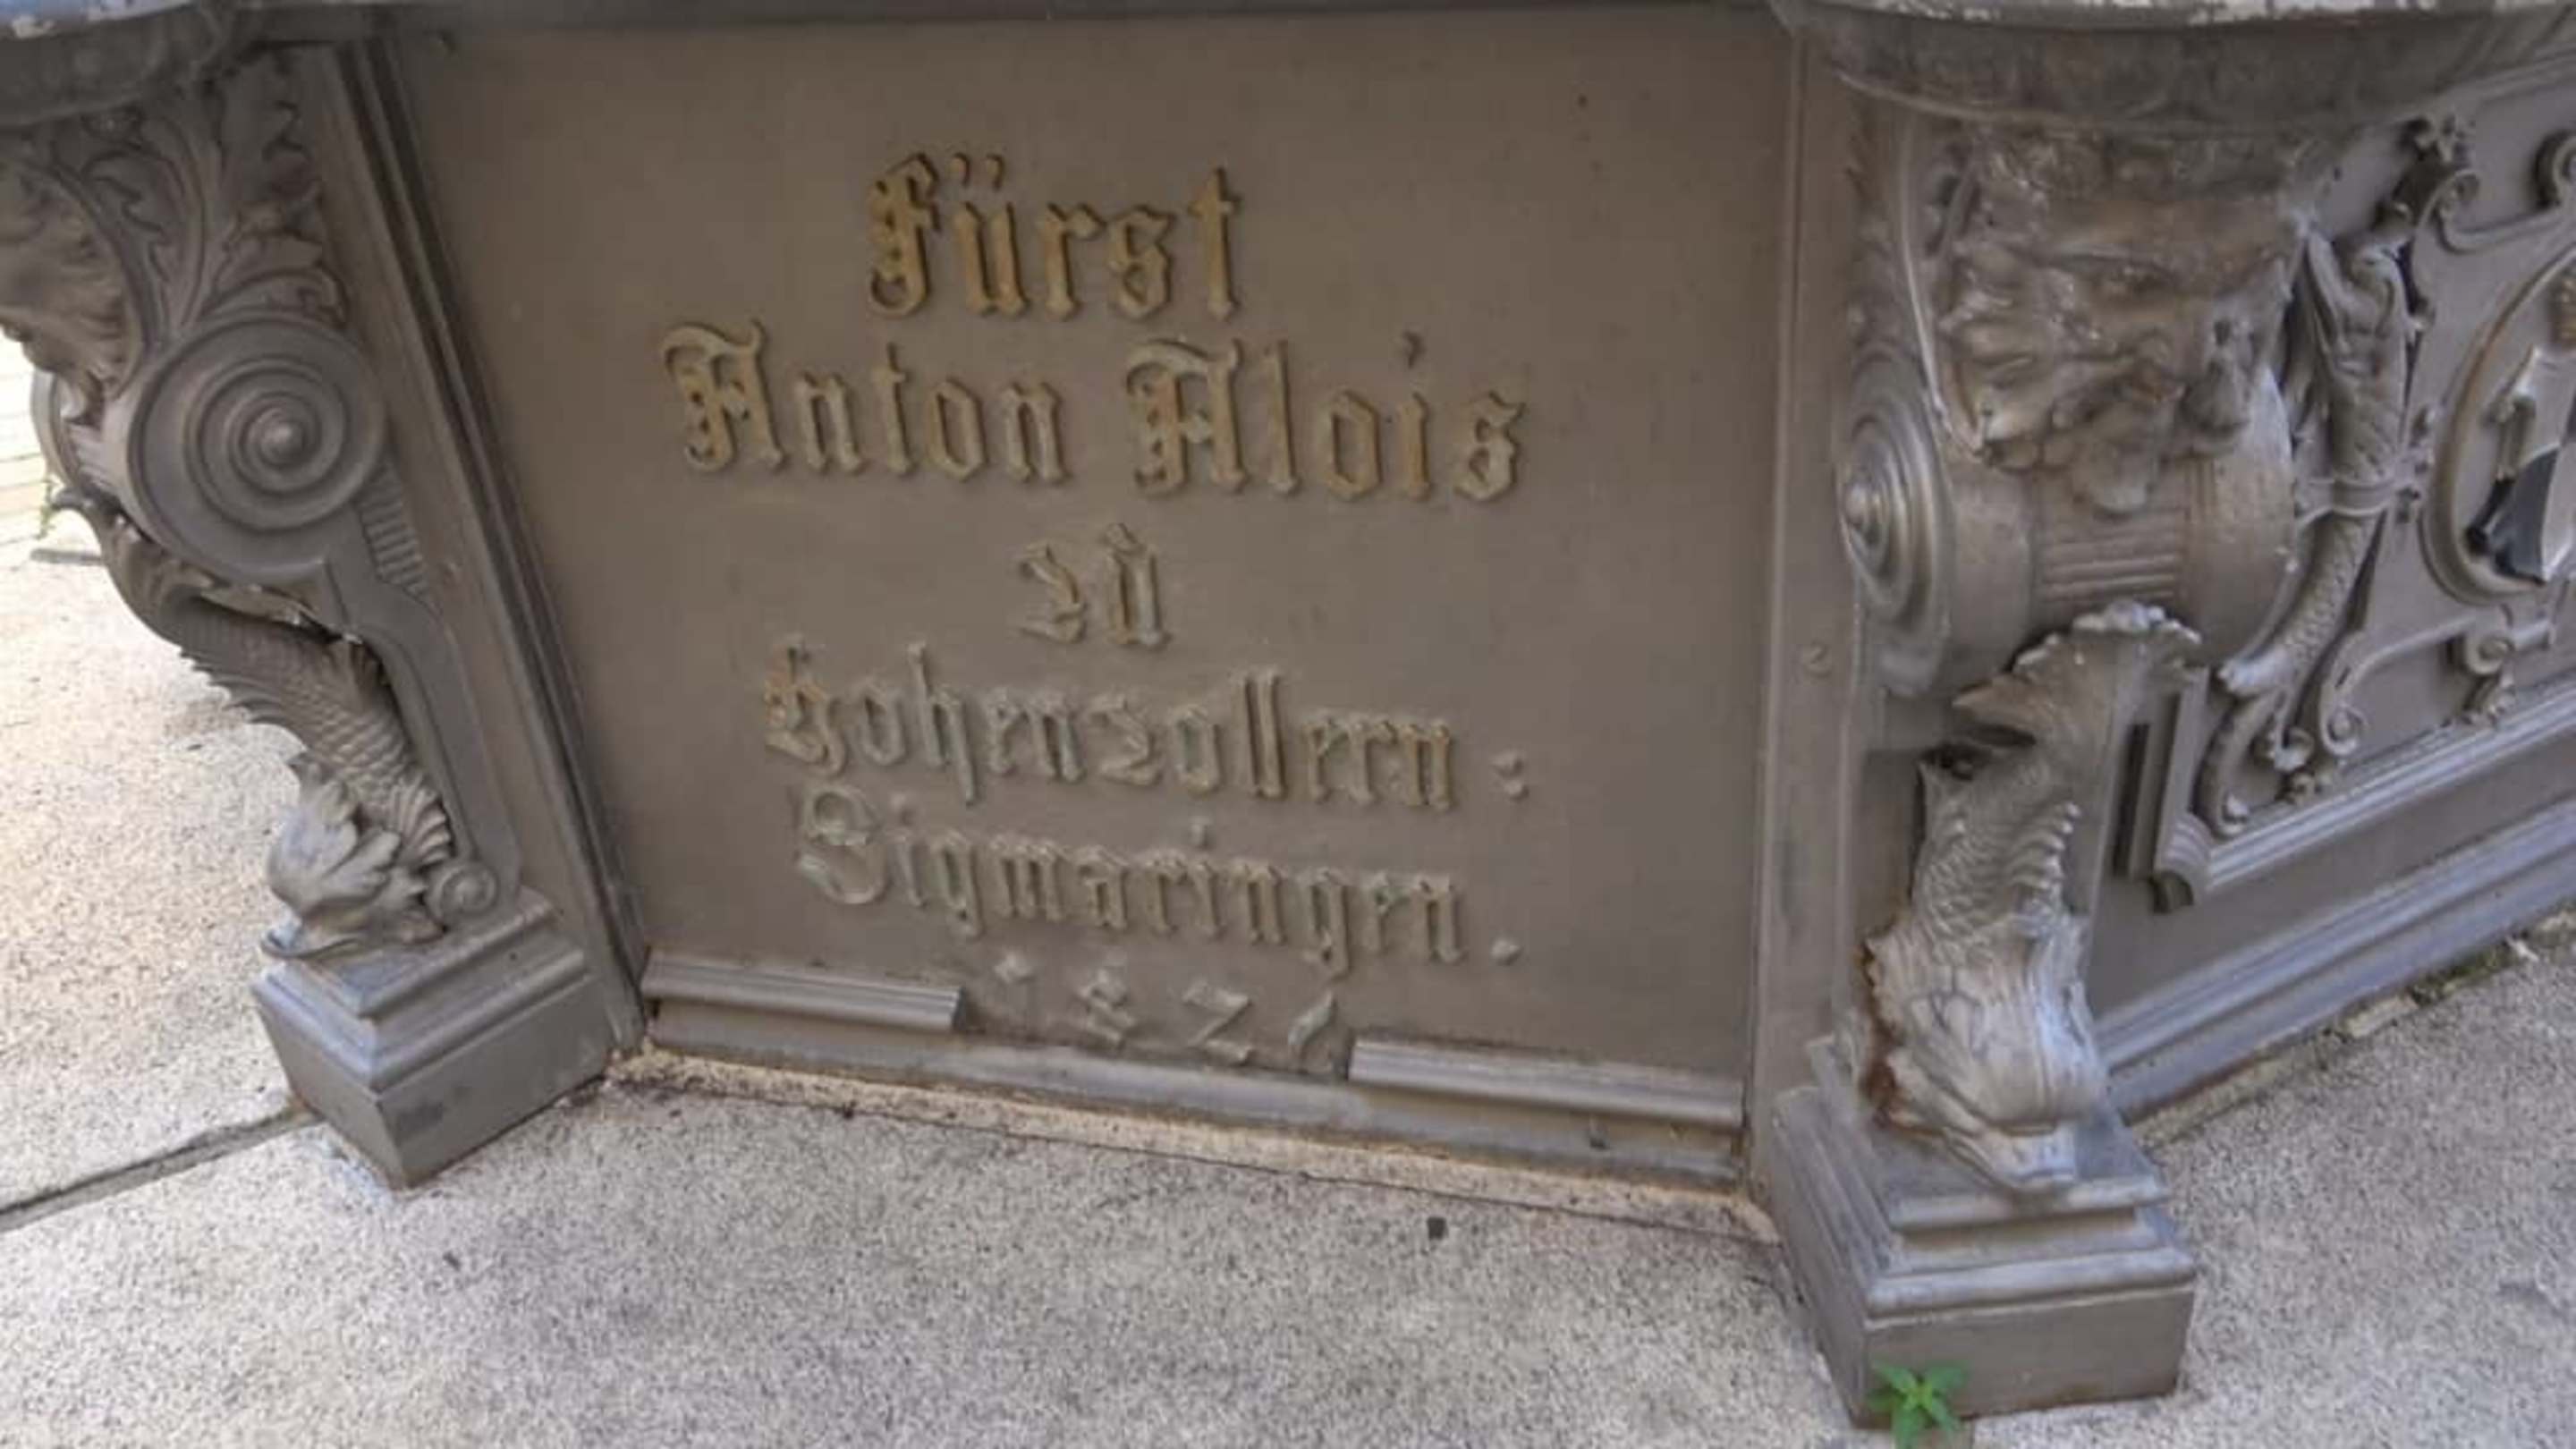 Fürst
Anton Alois
zu
Hohenzollern:
Sigmaringen.